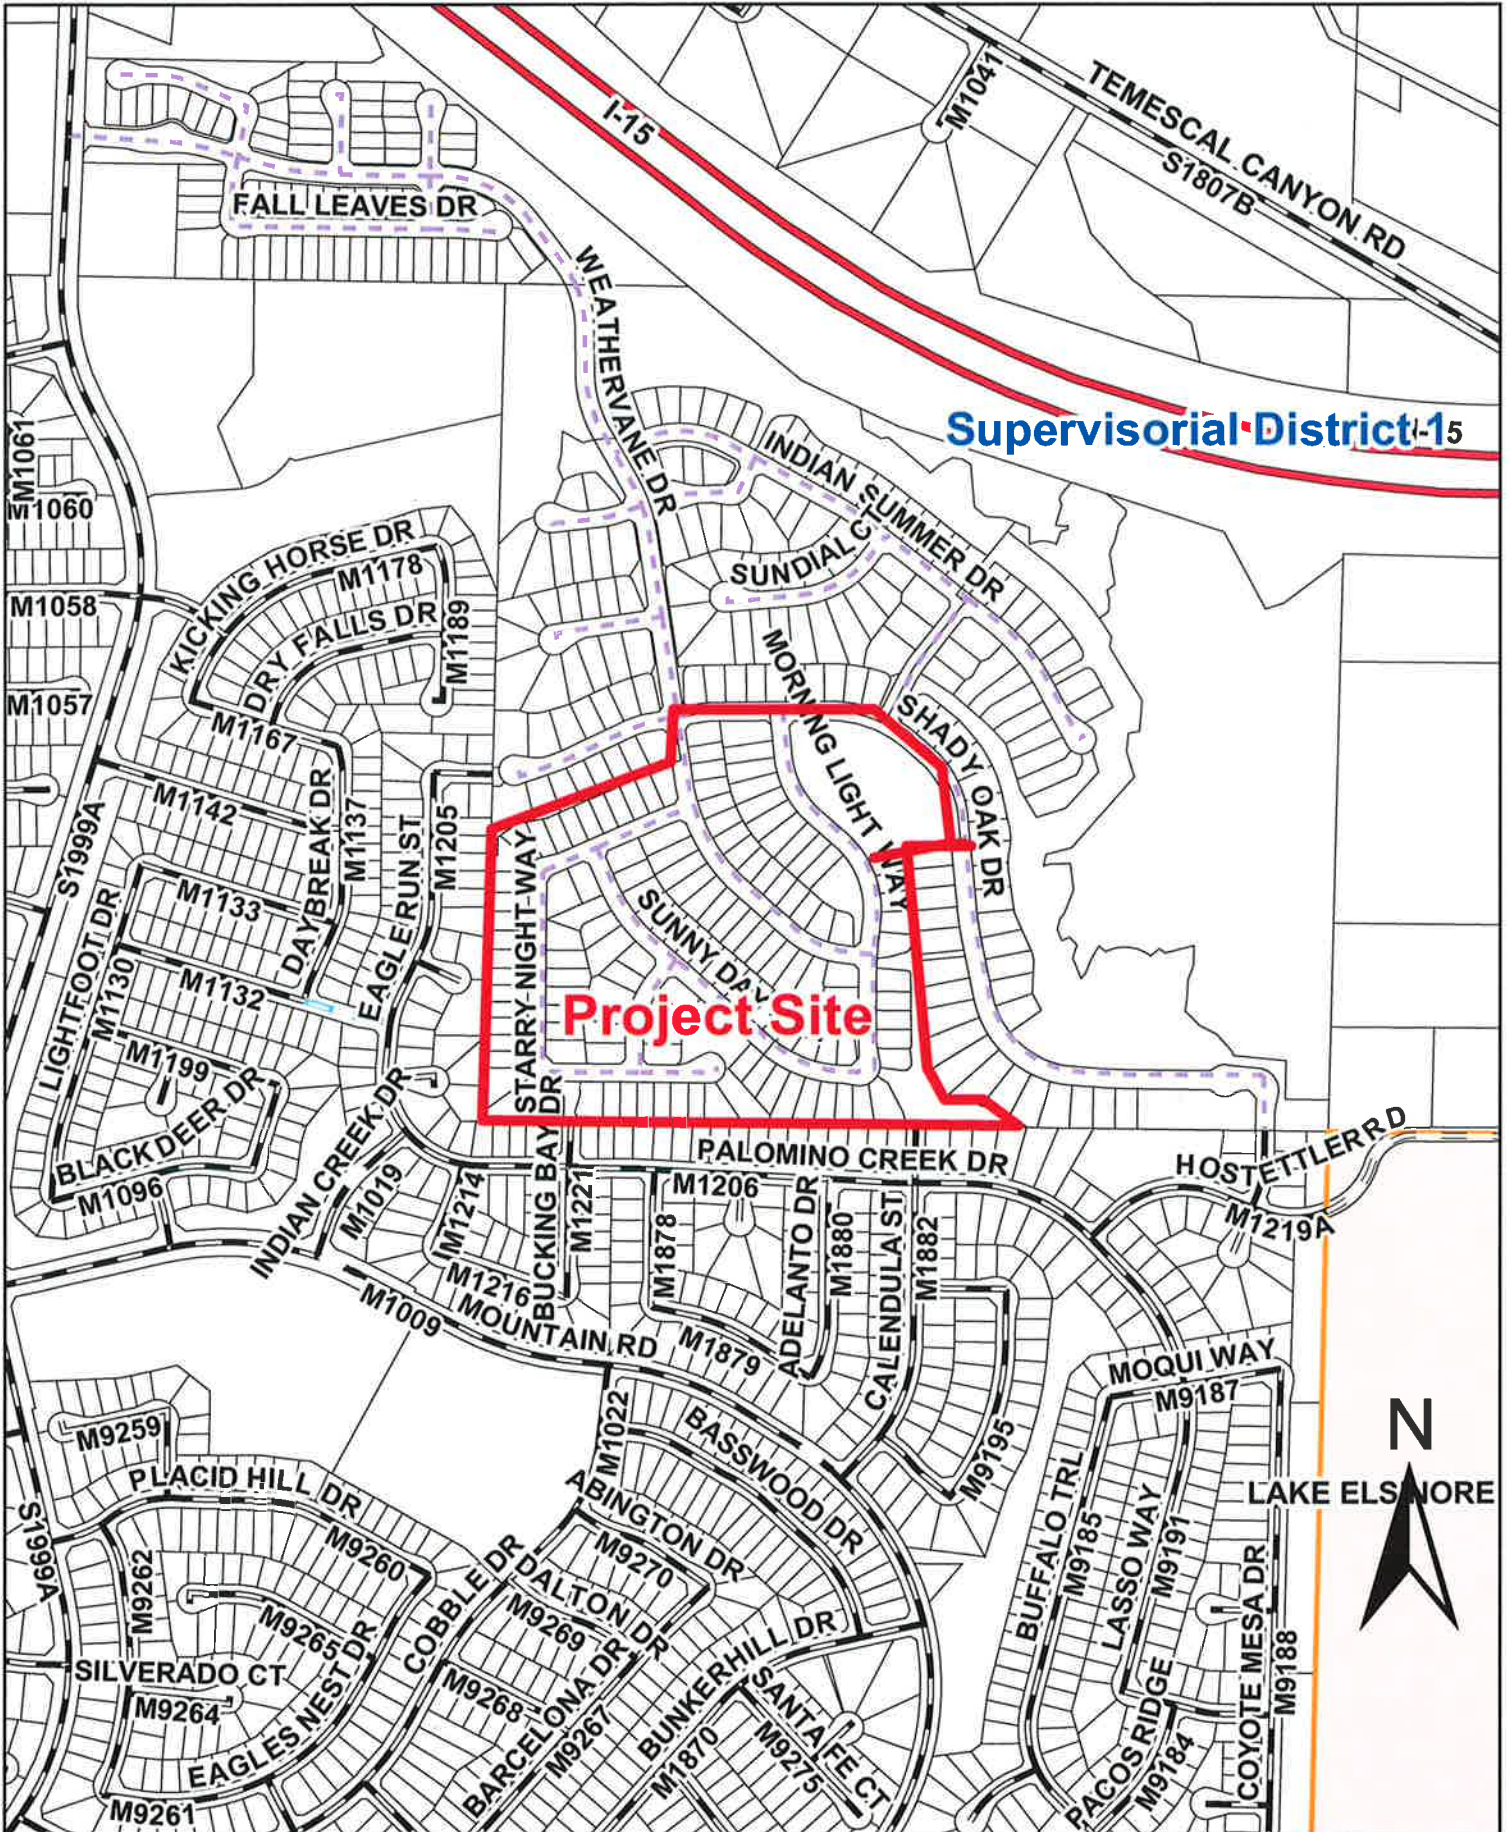 I-15
M1041
TEMESCAL CANYON RD
S1807B
FALL LEAVES DR
WEATHERVANE DR
Supervisorial District 1
I-15
M1061
M1060
INDIAN SUMMER DR
KICKING HORSE DR
M1178
SUNDIAL C
M1058
DRY FALLS DR
M1189
MORNING LIGHT WAY
M1057
M1167
SHADY OAK DR
M1142
DAYBREAK DR
M1137
EAGLE RUN ST
M1205
S1999A
STARRY NIGHT WAY
M1133
SUNNY DAY
LIGHTFOOT DR
M1130
M1132
Project Site
M1199
BLACK DEER DR
M1096
INDIAN CREEK DR
M1019
M1214
BUCKING BAY DR
M1221
PALOMINO CREEK DR
M1206
HOSTETTLER RD
M1219A
M1878
ADELANTO DR
M1880
CALENDULA ST
M1882
M1216
M1009
MOUNTAIN RD
M1879
MOQUI WAY
M9187
M1022
BASSWOOD DR
M9195
M9259
PLACID HILL DR
N
LAKE ELSINORE
S1999A
ABINGTON DR
M9260
M9270
BUFFALO TRL
M9185
LASSO WAY
M9191
M9262
COBBLE DR
DALTON DR
M9269
M9265
COYOTE MESA DR
M9188
SILVERADO CT
M9264
EAGLES NEST DR
M9268
BARCELONA DR
M9267
BUNKERHILL DR
M1870
SANTA FE CT
M9275
PACOS RIDGE
M9184
M9261